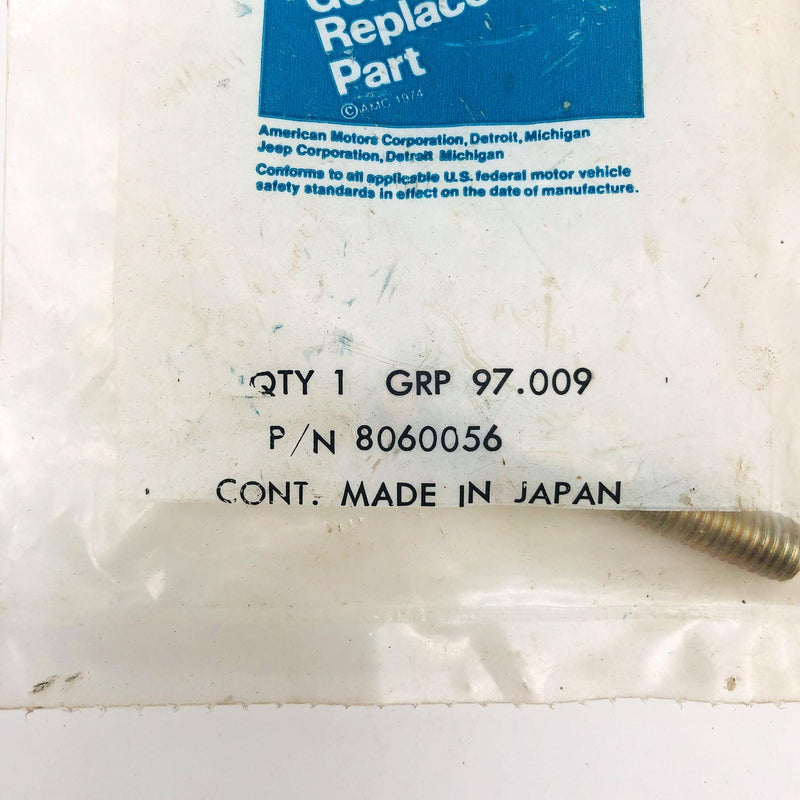 Replace
Part
©AMC 1974
American Motors Corporation, Detroit, Michigan
Jeep Corporation, Detroit Michigan
Conforms to all applicable U.S. federal motor vehicle
safety standards in effect on the date of manufacture.
QTY 1 GRP 97.009
P/N 8060056
CONT. MADE IN JAPAN